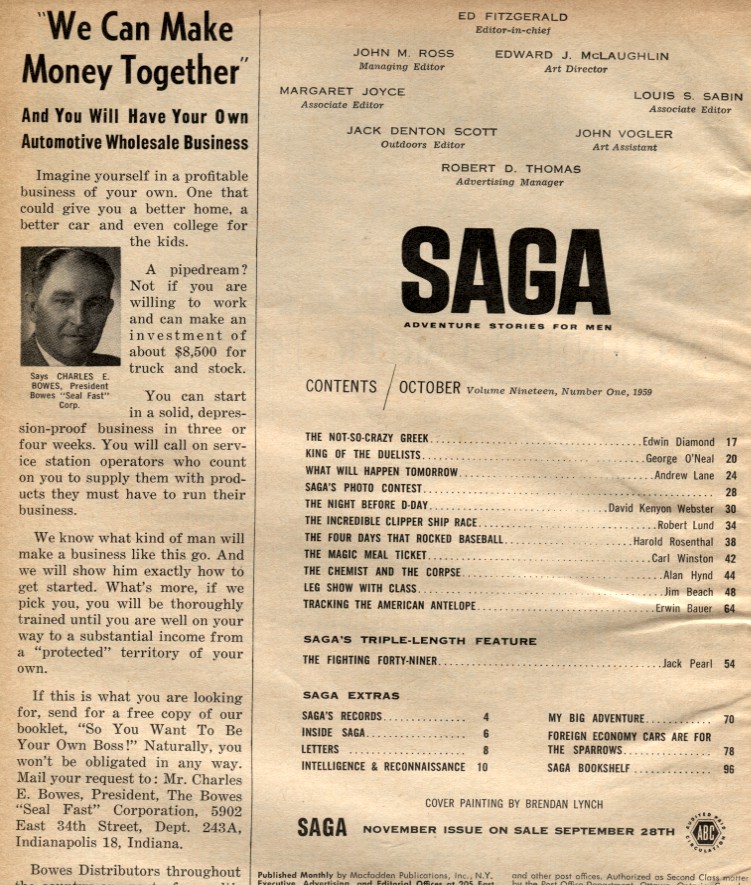 "We Can Make
Money Together"
And You Will Have Your Own
Automotive Wholesale Business
Imagine yourself in a profitable
business of your own. One that
could give you a better home, a
better car and even college for
the kids.
A pipedream?
Not if you are
willing to work
and can make an
investment of
about $8,500 for
truck and stock.
Says CHARLES E.
BOWES, President
Bowes "Seal Fast"
Corp.
You can start
in a solid, depres-
sion-proof business in three or
four weeks. You will call on serv-
ice station operators who count
on you to supply them with prod-
ucts they must have to run their
business.
We know what kind of man will
make a business like this go. And
we will show him exactly how to
get started. What's more, if we
pick you, you will be thoroughly
trained until you are well on your
way to a substantial income from
a "protected" territory of your
own.
If this is what you are looking
for, send for a free copy of our
booklet, "So You Want To Be
Your Own Boss!" Naturally, you
won't be obligated in any way.
Mail your request to: Mr. Charles
E. Bowes, President, The Bowes
"Seal Fast" Corporation, 5902
East 34th Street, Dept. 243A,
Indianapolis 18, Indiana.
Bowes Distributors throughout
ED FITZGERALD
Editor-in-chief
JOHN M. ROSS
Managing Editor
EDWARD J. McLAUGHLIN
Art Director
MARGARET JOYCE
Associate Editor
LOUIS S. SABIN
Associate Editor
JACK DENTON SCOTT
Outdoors Editor
JOHN VOGLER
Art Assistant
ROBERT D. THOMAS
Advertising Manager
SAGA
ADVENTURE STORIES FOR MEN
CONTENTS / OCTOBER Volume Nineteen, Number One, 1959
THE NOT-SO-CRAZY GREEK Edwin Diamond 17
KING OF THE DUELISTS George O'Neal 20
WHAT WILL HAPPEN TOMORROW Andrew Lane 24
SAGA'S PHOTO CONTEST 28
THE NIGHT BEFORE D-DAY David Kenyon Webster 30
THE INCREDIBLE CLIPPER SHIP RACE Robert Lund 34
THE FOUR DAYS THAT ROCKED BASEBALL Harold Rosenthal 38
THE MAGIC MEAL TICKET Carl Winston 42
THE CHEMIST AND THE CORPSE Alan Hynd 44
LEG SHOW WITH CLASS Jim Beach 48
TRACKING THE AMERICAN ANTELOPE Erwin Bauer 64
SAGA'S TRIPLE-LENGTH FEATURE
THE FIGHTING FORTY-NINER Jack Pearl 54
SAGA EXTRAS
SAGA'S RECORDS 4
INSIDE SAGA 6
LETTERS 8
INTELLIGENCE & RECONNAISSANCE 10
MY BIG ADVENTURE 70
FOREIGN ECONOMY CARS ARE FOR
THE SPARROWS 78
SAGA BOOKSHELF 96
COVER PAINTING BY BRENDAN LYNCH
SAGA NOVEMBER ISSUE ON SALE SEPTEMBER 28TH
AUDITED PAID CIRCULATION
ABC
Published Monthly by Macfadden Publications, Inc., N.Y.
Executive, Advertising, and Editorial Offices at 205 East
and other post offices. Authorized as Second Class matter
by the Post Office